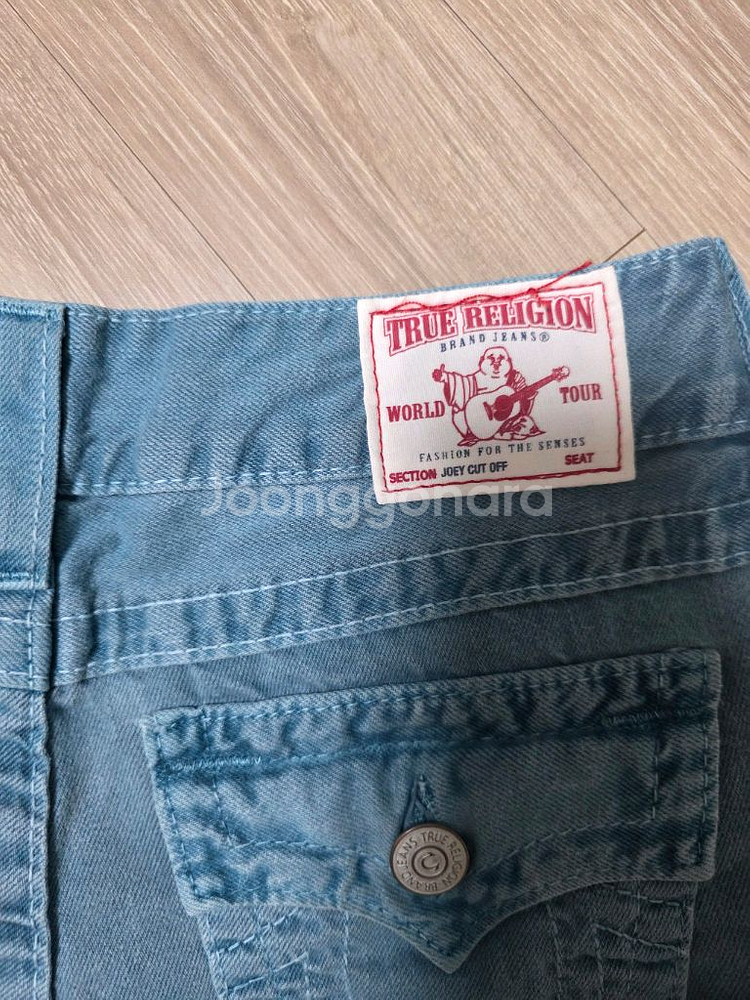 TRUE RELIGION
BRAND JEANS®
WORLD TOUR
FASHION FOR THE SENSES
SECTION JOEY CUT OFF SEAT
Joonggonara
TRUE RELIGION BRAND JEANS